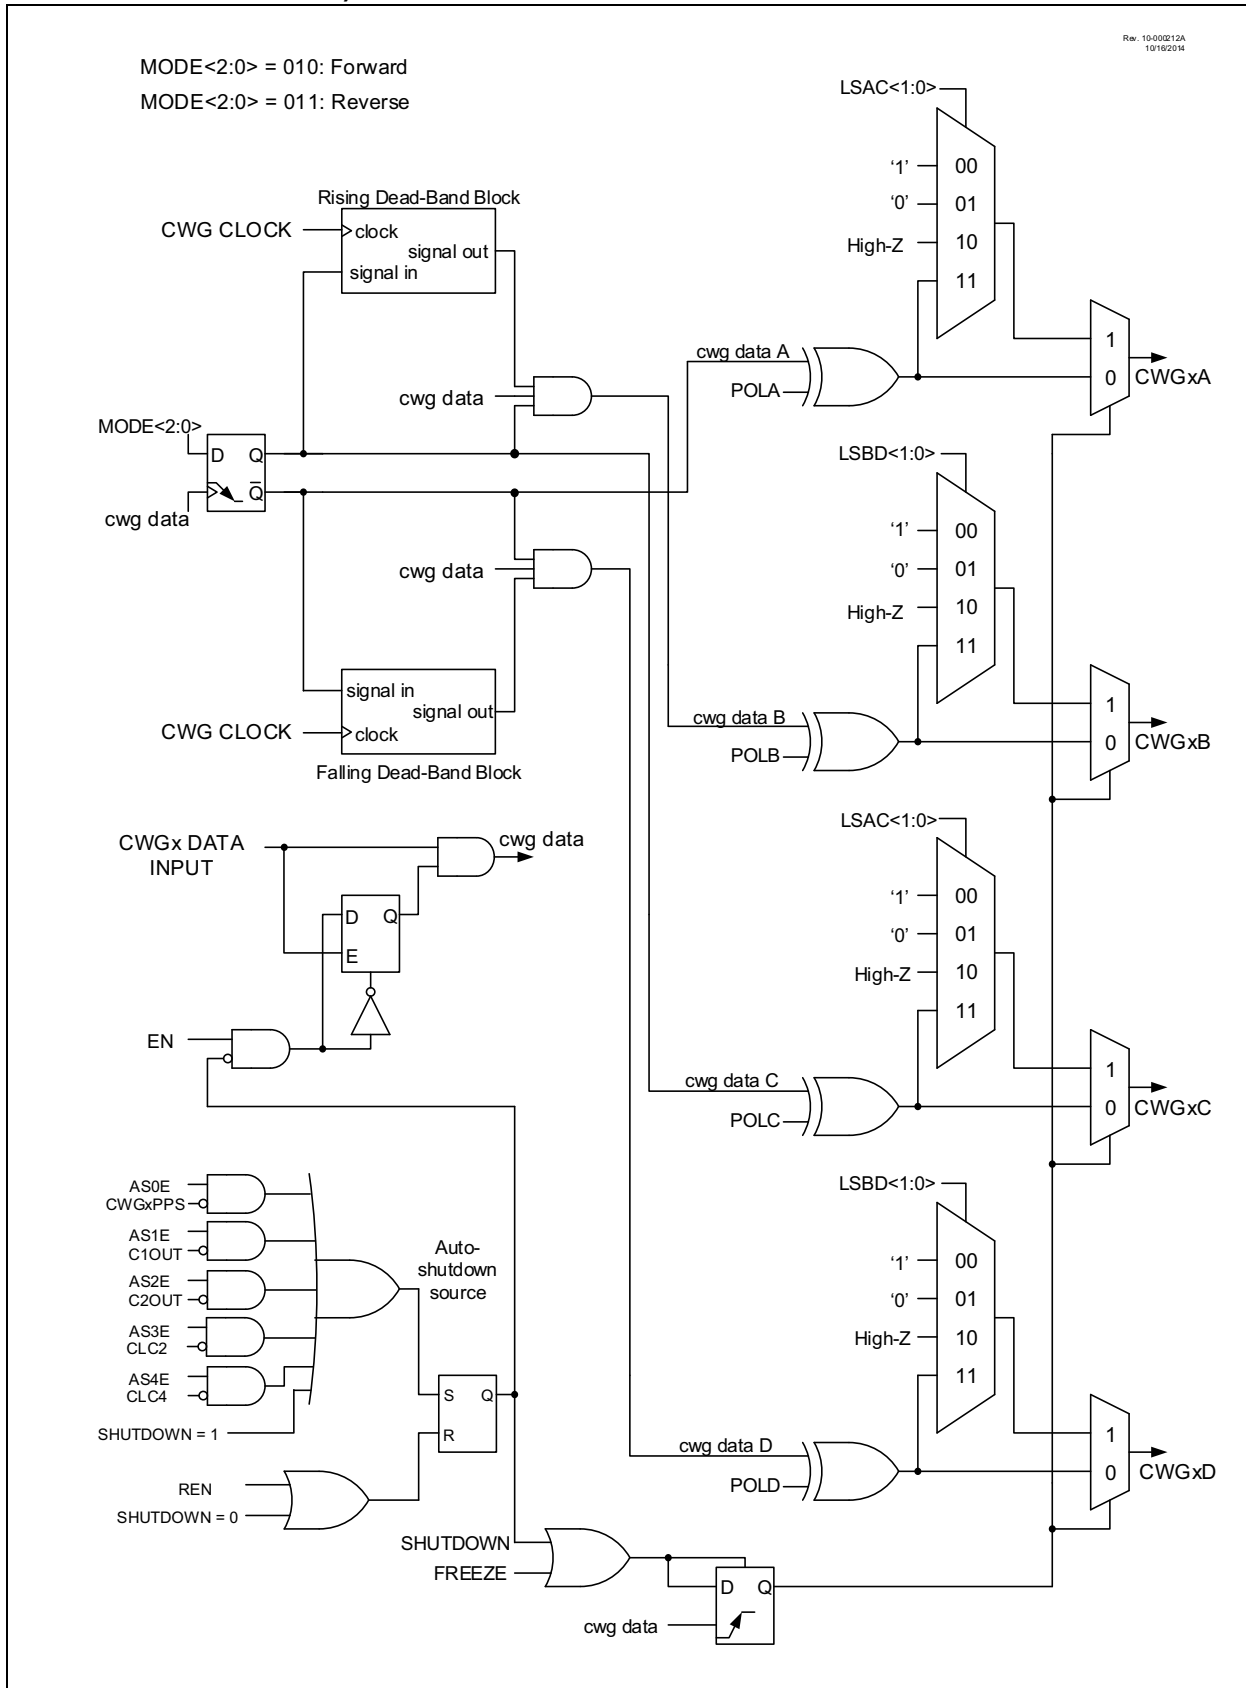 Rev. 10-000212A
10/16/2014
MODE<2:0> = 010: Forward
MODE<2:0> = 011: Reverse
LSAC<1:0>
'1'
00
'0'
01
High-Z
10
11
Rising Dead-Band Block
CWG CLOCK
clock
signal out
signal in
cwg data A
POLA
1
0
CWGxA
cwg data
MODE<2:0>
D
Q
Q
cwg data
LSBD<1:0>
'1'
00
'0'
01
High-Z
10
11
cwg data
signal in
signal out
CWG CLOCK
clock
Falling Dead-Band Block
cwg data B
POLB
1
0
CWGxB
CWGx DATA
INPUT
cwg data
D
Q
E
EN
LSAC<1:0>
'1'
00
'0'
01
High-Z
10
11
cwg data C
POLC
1
0
CWGxC
AS0E
CWGxPPS
AS1E
C1OUT
AS2E
C2OUT
AS3E
CLC2
AS4E
CLC4
SHUTDOWN = 1
Auto-
shutdown
source
S
Q
R
REN
SHUTDOWN = 0
LSBD<1:0>
'1'
00
'0'
01
High-Z
10
11
cwg data D
POLD
1
0
CWGxD
SHUTDOWN
FREEZE
D
Q
cwg data